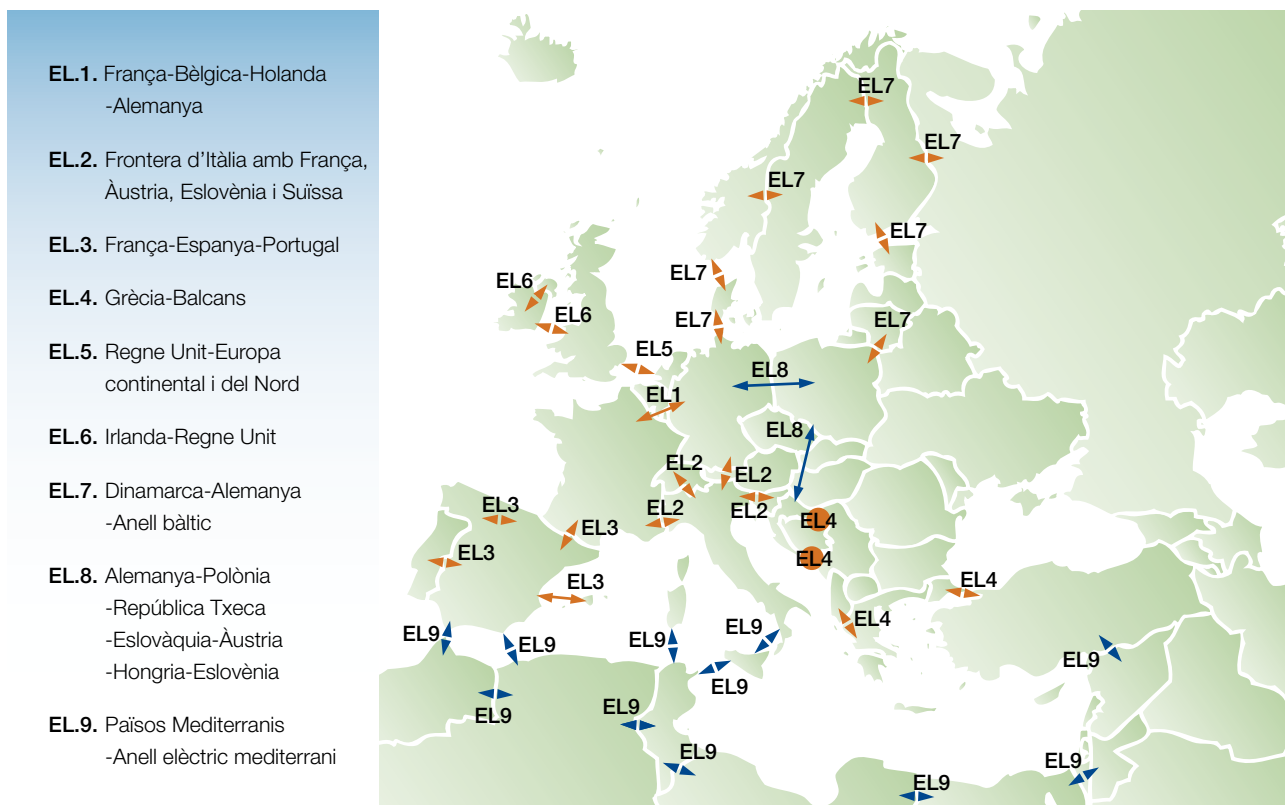 EL.1. França-Bèlgica-Holanda
-Alemanya
EL.2. Frontera d'Itàlia amb França,
Àustria, Eslovènia i Suïssa
EL.3. França-Espanya-Portugal
EL.4. Grècia-Balcans
EL.5. Regne Unit-Europa
continental i del Nord
EL.6. Irlanda-Regne Unit
EL.7. Dinamarca-Alemanya
-Anell bàltic
EL.8. Alemanya-Polònia
-República Txeca
-Eslovàquia-Àustria
-Hongria-Eslovènia
EL.9. Països Mediterranis
-Anell elèctric mediterrani
EL7
EL7
EL7
EL7
EL7
EL6
EL6
EL7
EL7
EL5
EL8
EL1
EL8
EL2
EL2
EL2
EL2
EL3
EL3
EL3
EL3
EL4
EL4
EL4
EL4
EL9
EL9
EL9
EL9
EL9
EL9
EL9
EL9
EL9
EL9
EL9